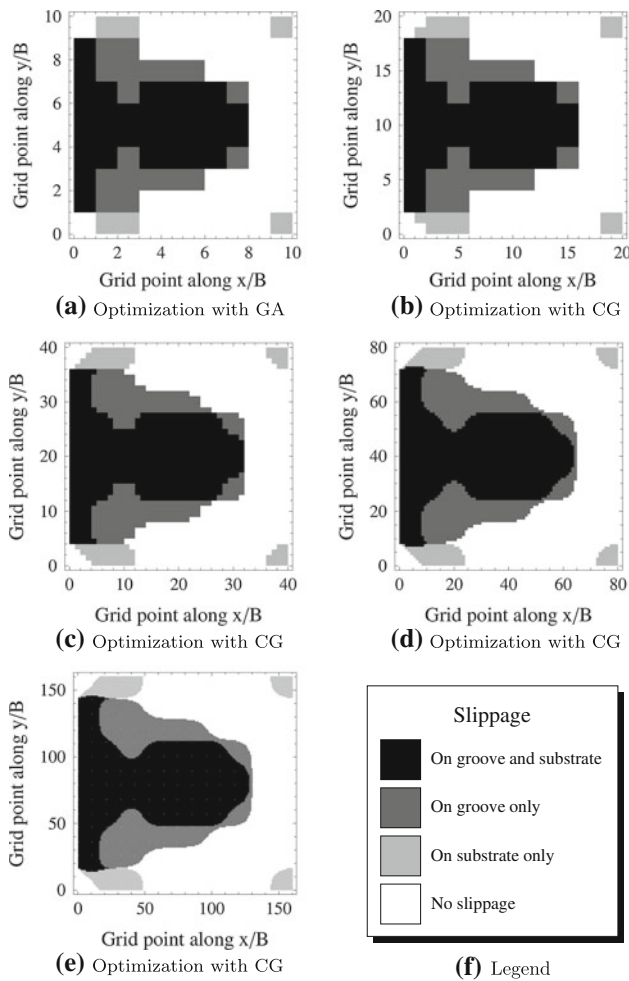 10
8
6
4
2
0
Grid point along y/B
0 2 4 6 8 10
Grid point along x/B
(a) Optimization with GA
20
15
10
5
0
Grid point along y/B
0 5 10 15 20
Grid point along x/B
(b) Optimization with CG
40
30
20
10
0
Grid point along y/B
0 10 20 30 40
Grid point along x/B
(c) Optimization with CG
80
60
40
20
0
Grid point along y/B
0 20 40 60 80
Grid point along x/B
(d) Optimization with CG
150
100
50
0
Grid point along y/B
0 50 100 150
Grid point along x/B
(e) Optimization with CG
Slippage
On groove and substrate
On groove only
On substrate only
No slippage
(f) Legend